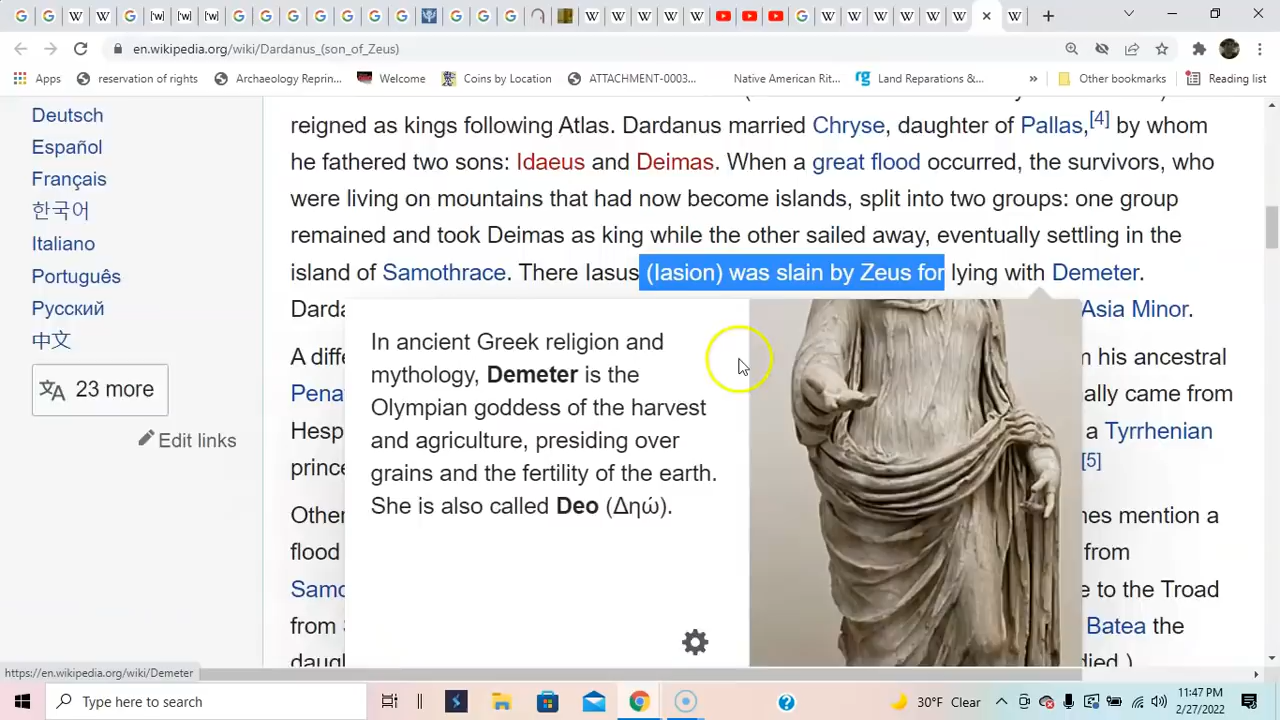 en.wikipedia.org/wiki/Dardanus_(son_of_Zeus)
Apps reservation of rights Archaeology Reprin... Welcome Coins by Location ATTACHMENT-0003... Native American Rit... Land Reparations &... » Other bookmarks Reading list
Deutsch
Español
Français
한국어
Italiano
Português
Русский
中文
23 more
Edit links
reigned as kings following Atlas. Dardanus married Chryse, daughter of Pallas,[4] by whom
he fathered two sons: Idaeus and Deimas. When a great flood occurred, the survivors, who
were living on mountains that had now become islands, split into two groups: one group
remained and took Deimas as king while the other sailed away, eventually settling in the
island of Samothrace. There Iasus (Iasion) was slain by Zeus for lying with Demeter.
Asia Minor.
A diff his ancestral
Pena ally came from
Hesp a Tyrrhenian
prince [5]
Other nes mention a
flood from
Samo e to the Troad
from Batea the
In ancient Greek religion and
mythology, Demeter is the
Olympian goddess of the harvest
and agriculture, presiding over
grains and the fertility of the earth.
She is also called Deo (Δηώ).
https://en.wikipedia.org/wiki/Demeter
Type here to search
30°F Clear
11:47 PM
2/27/2022